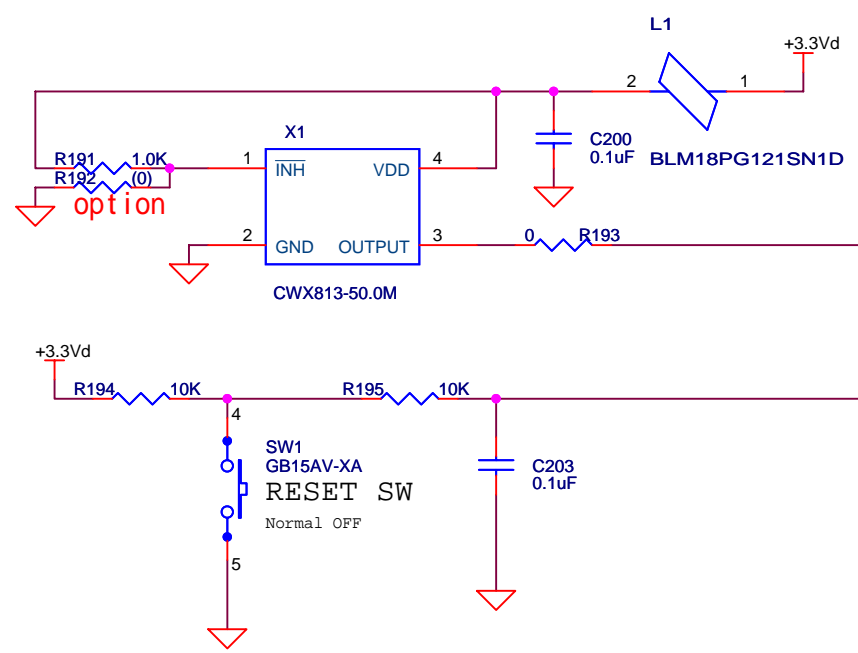 L1
+3.3Vd
2
1
X1
R191 1.0K
R192 (0)
option
1
INH
VDD
4
C200
0.1uF
BLM18PG121SN1D
2
GND
OUTPUT
3
0
R193
CWX813-50.0M
+3.3Vd
R194 10K
R195 10K
4
SW1
GB15AV-XA
RESET SW
Normal OFF
5
C203
0.1uF